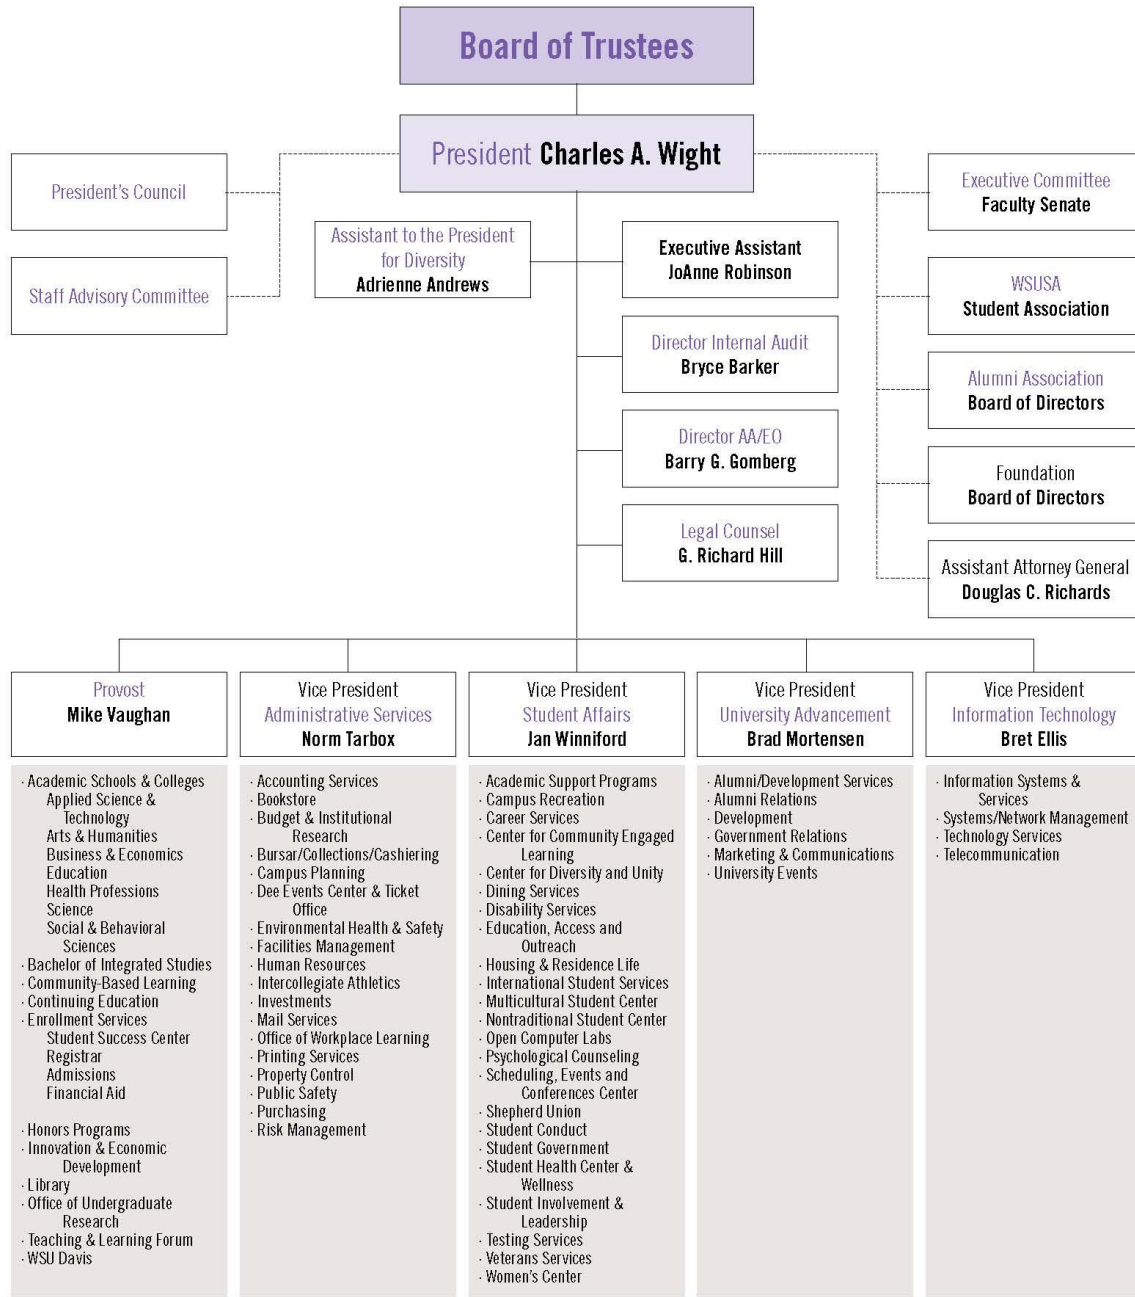 Board of Trustees
President Charles A. Wight
President's Council
Staff Advisory Committee
Assistant to the President
for Diversity
Adrienne Andrews
Executive Assistant
JoAnne Robinson
Director Internal Audit
Bryce Barker
Director AA/EO
Barry G. Gomberg
Legal Counsel
G. Richard Hill
Executive Committee
Faculty Senate
WSUSA
Student Association
Alumni Association
Board of Directors
Foundation
Board of Directors
Assistant Attorney General
Douglas C. Richards
Provost
Mike Vaughan
· Academic Schools & Colleges
Applied Science &
Technology
Arts & Humanities
Business & Economics
Education
Health Professions
Science
Social & Behavioral
Sciences
· Bachelor of Integrated Studies
· Community-Based Learning
· Continuing Education
· Enrollment Services
Student Success Center
Registrar
Admissions
Financial Aid
· Honors Programs
· Innovation & Economic
Development
· Library
· Office of Undergraduate
Research
· Teaching & Learning Forum
· WSU Davis
Vice President
Administrative Services
Norm Tarbox
· Accounting Services
· Bookstore
· Budget & Institutional
Research
· Bursar/Collections/Cashiering
· Campus Planning
· Dee Events Center & Ticket
Office
· Environmental Health & Safety
· Facilities Management
· Human Resources
· Intercollegiate Athletics
· Investments
· Mail Services
· Office of Workplace Learning
· Printing Services
· Property Control
· Public Safety
· Purchasing
· Risk Management
Vice President
Student Affairs
Jan Winniford
· Academic Support Programs
· Campus Recreation
· Career Services
· Center for Community Engaged
Learning
· Center for Diversity and Unity
· Dining Services
· Disability Services
· Education, Access and
Outreach
· Housing & Residence Life
· International Student Services
· Multicultural Student Center
· Nontraditional Student Center
· Open Computer Labs
· Psychological Counseling
· Scheduling, Events and
Conferences Center
· Shepherd Union
· Student Conduct
· Student Government
· Student Health Center &
Wellness
· Student Involvement &
Leadership
· Testing Services
· Veterans Services
· Women's Center
Vice President
University Advancement
Brad Mortensen
· Alumni/Development Services
· Alumni Relations
· Development
· Government Relations
· Marketing & Communications
· University Events
Vice President
Information Technology
Bret Ellis
· Information Systems &
Services
· Systems/Network Management
· Technology Services
· Telecommunication